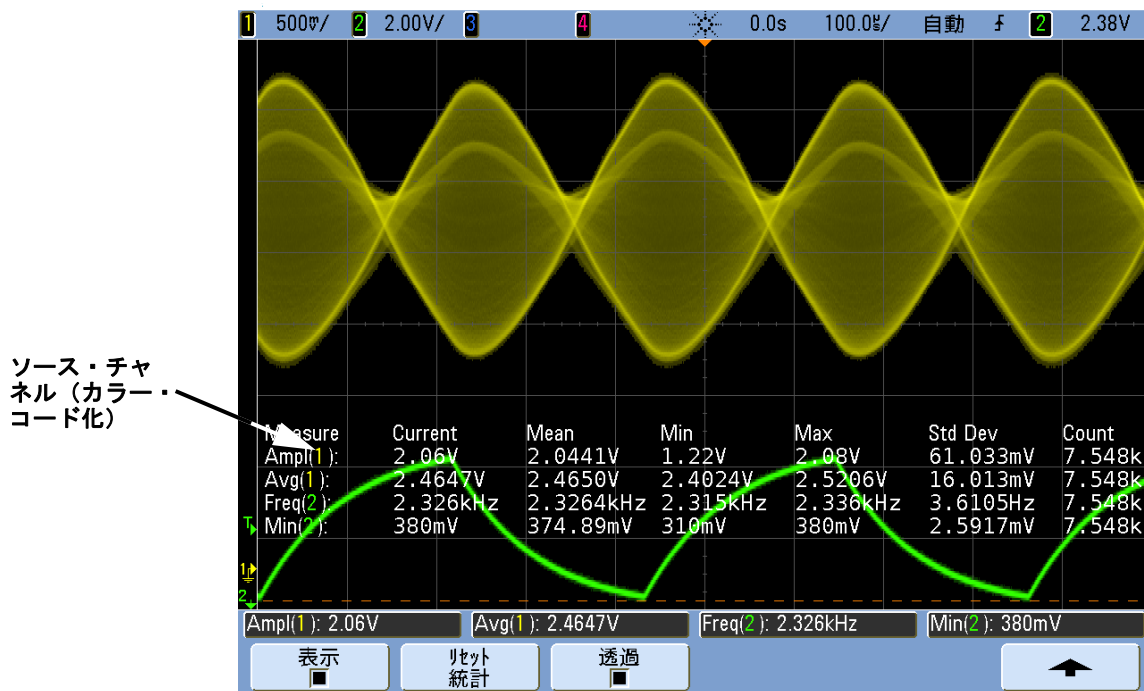 1 500㎷/ 2 2.00V/ 3 4 0.0s 100.0㎲/ 自動 2 2.38V
ソース・チャ
ネル（カラー・
コード化）
Measure Current Mean Min Max Std Dev Count
Ampl(1): 2.06V 2.0441V 1.22V 2.08V 61.033mV 7.548k
Avg(1): 2.4647V 2.4650V 2.4024V 2.5206V 16.013mV 7.548k
Freq(2): 2.326kHz 2.3264kHz 2.315kHz 2.336kHz 3.6105Hz 7.548k
Min(2): 380mV 374.89mV 310mV 380mV 2.5917mV 7.548k
T
1
2
Ampl(1): 2.06V Avg(1): 2.4647V Freq(2): 2.326kHz Min(2): 380mV
表示 ﾘｾｯﾄ 透過
統計